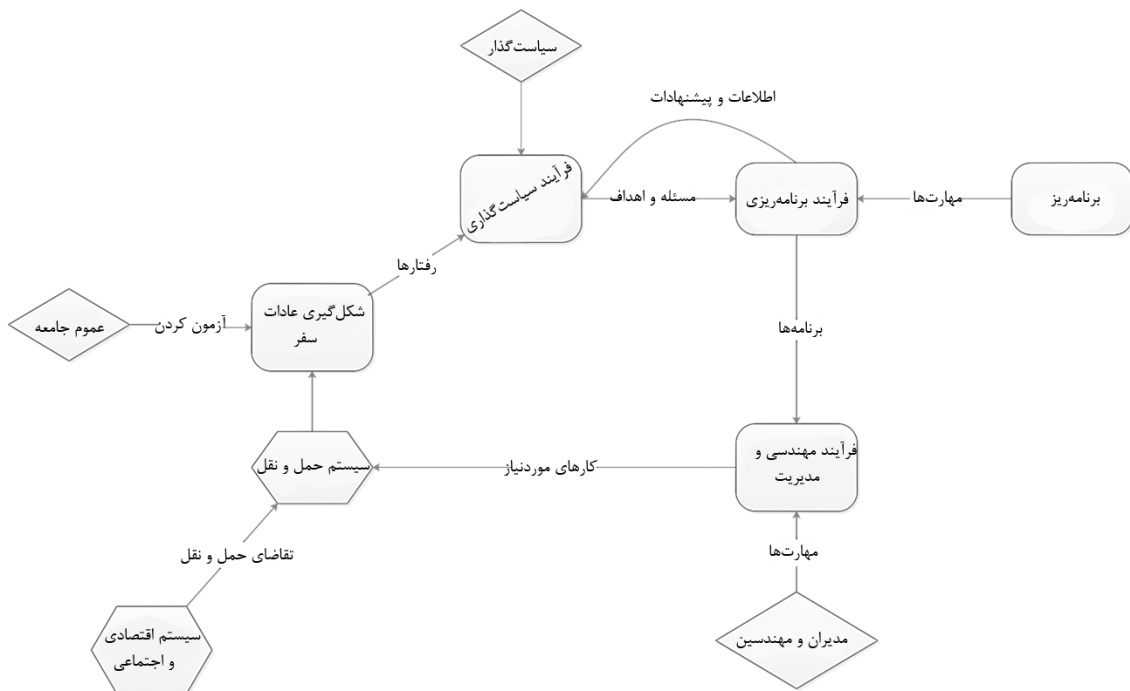 سیاست‌گذار
اطلاعات و پیشنهادات
فرآیند سیاست‌گذاری
مسئله و اهداف
فرآیند برنامه‌ریزی
مهارت‌ها
برنامه‌ریز
رفتارها
شکل‌گیری عادات
سفر
آزمون کردن
عموم جامعه
برنامه‌ها
فرآیند مهندسی و
مدیریت
کارهای موردنیاز
سیستم حمل و نقل
تقاضای حمل و نقل
مهارت‌ها
سیستم اقتصادی
و اجتماعی
مدیران و مهندسین